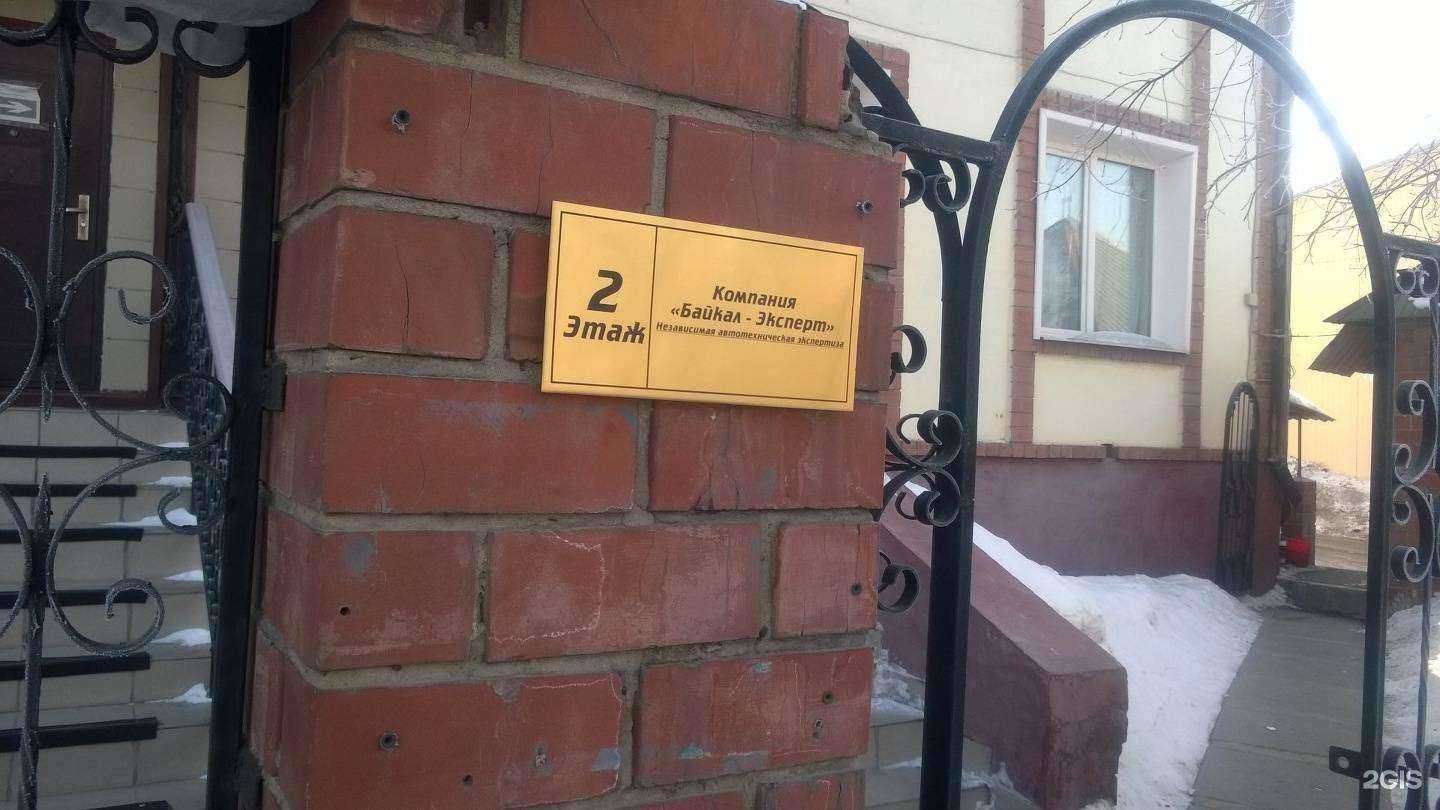 2
Этаж
Компания
«Байкал - Эксперт»
Независимая автотехническая экспертиза
2GIS